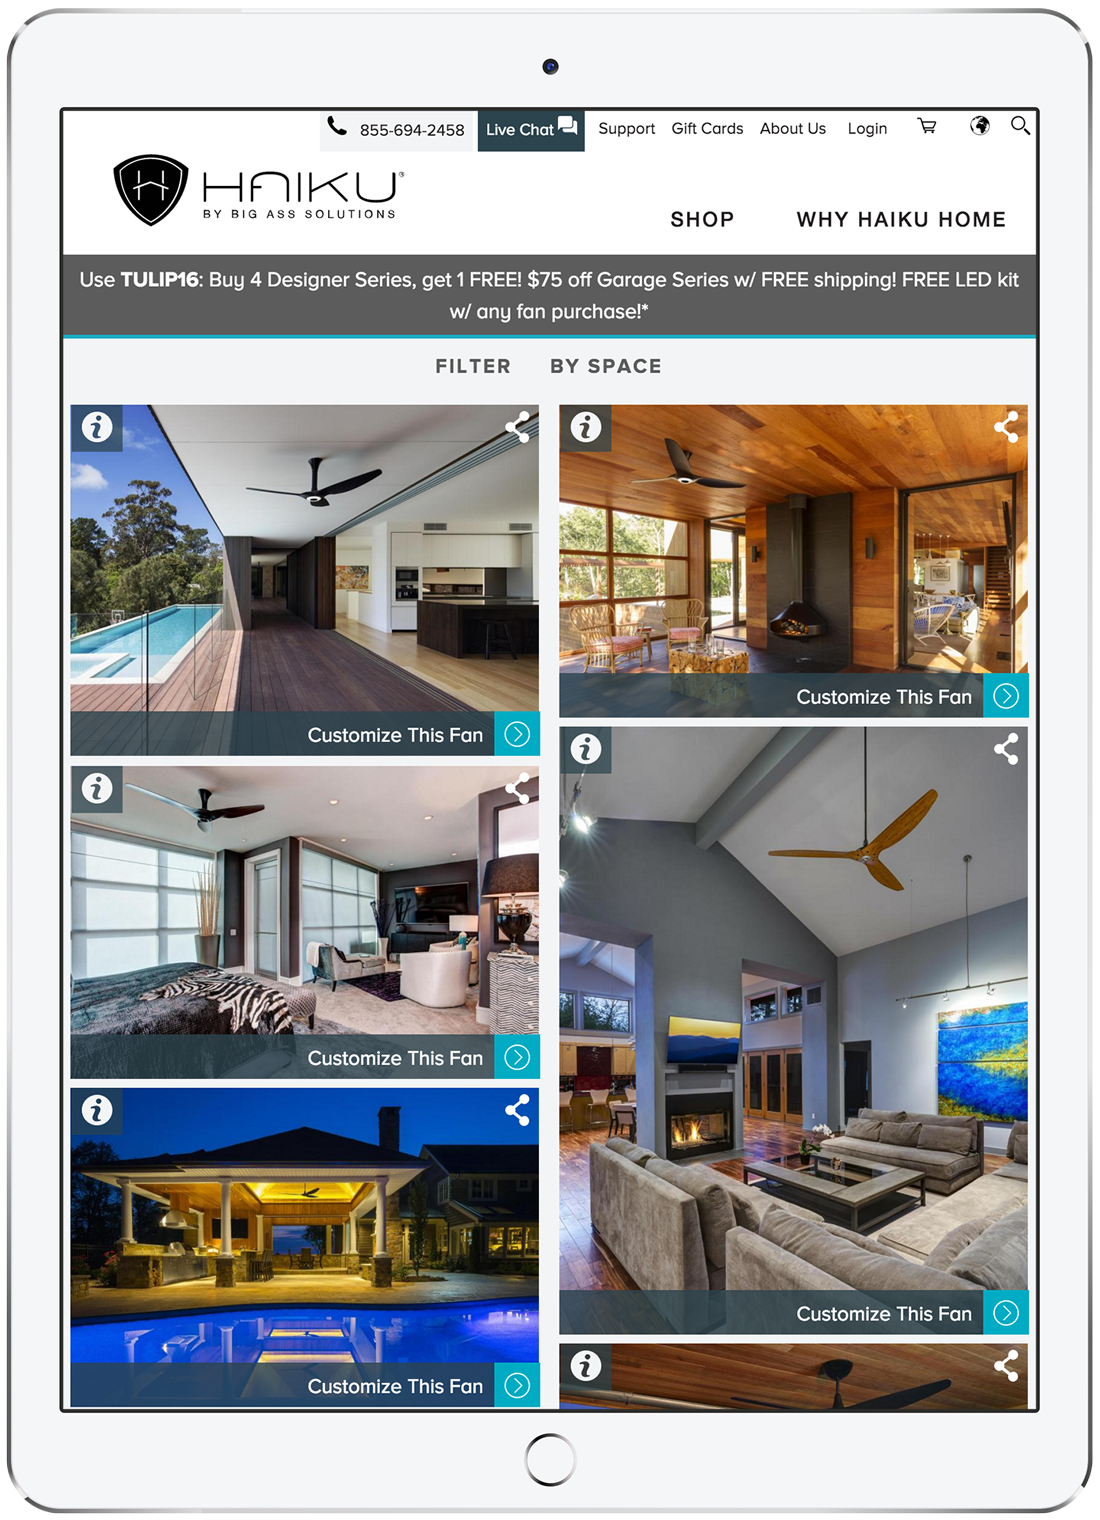 855-694-2458 Live Chat Support Gift Cards About Us Login
HAIKU®
BY BIG ASS SOLUTIONS
SHOP WHY HAIKU HOME
Use TULIP16: Buy 4 Designer Series, get 1 FREE! $75 off Garage Series w/ FREE shipping! FREE LED kit
w/ any fan purchase!*
FILTER BY SPACE
i
i
Customize This Fan
Customize This Fan
i
i
Customize This Fan
i
Customize This Fan
i
Customize This Fan